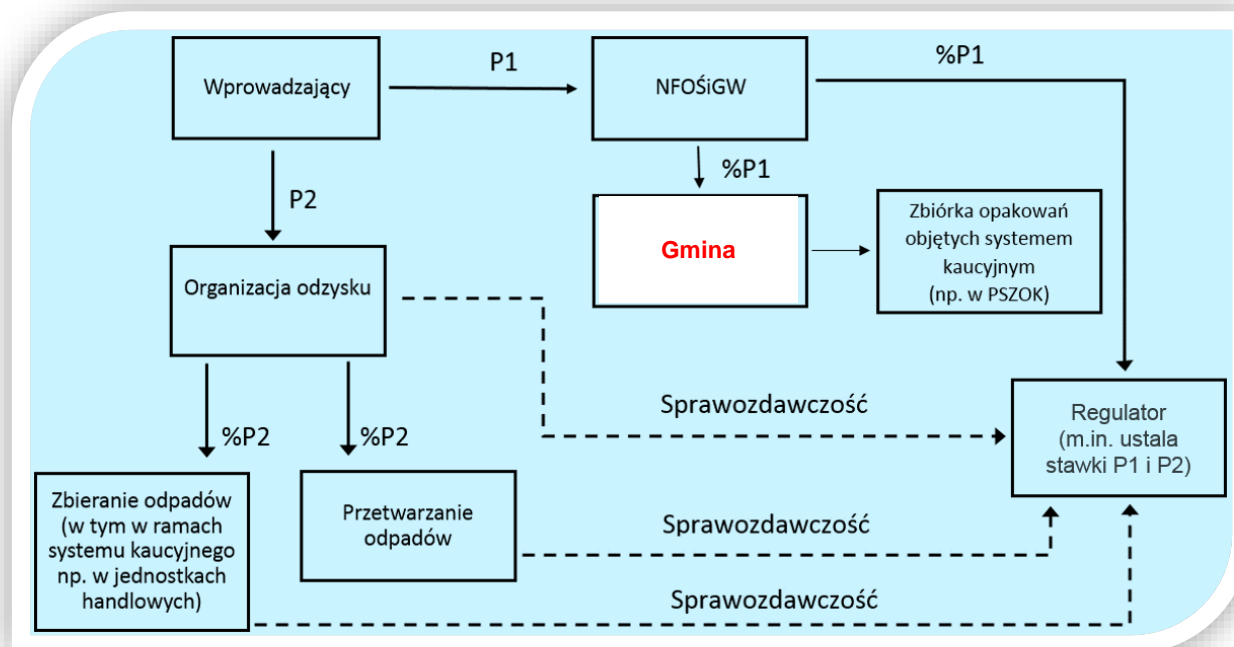 Wprowadzający
P1
NFOŚiGW
%P1
P2
%P1
Gmina
Zbiórka opakowań
objętych systemem
kaucyjnym
(np. w PSZOK)
Organizacja odzysku
Sprawozdawczość
Regulator
(m.in. ustala
stawki P1 i P2)
%P2
%P2
Zbieranie odpadów
(w tym w ramach
systemu kaucyjnego
np. w jednostkach
handlowych)
Przetwarzanie
odpadów
Sprawozdawczość
Sprawozdawczość